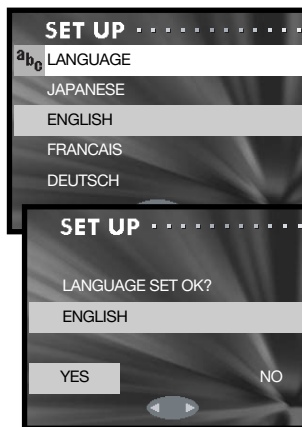 SET UP
abc LANGUAGE
JAPANESE
ENGLISH
FRANCAIS
DEUTSCH
SET UP
LANGUAGE SET OK?
ENGLISH
YES NO